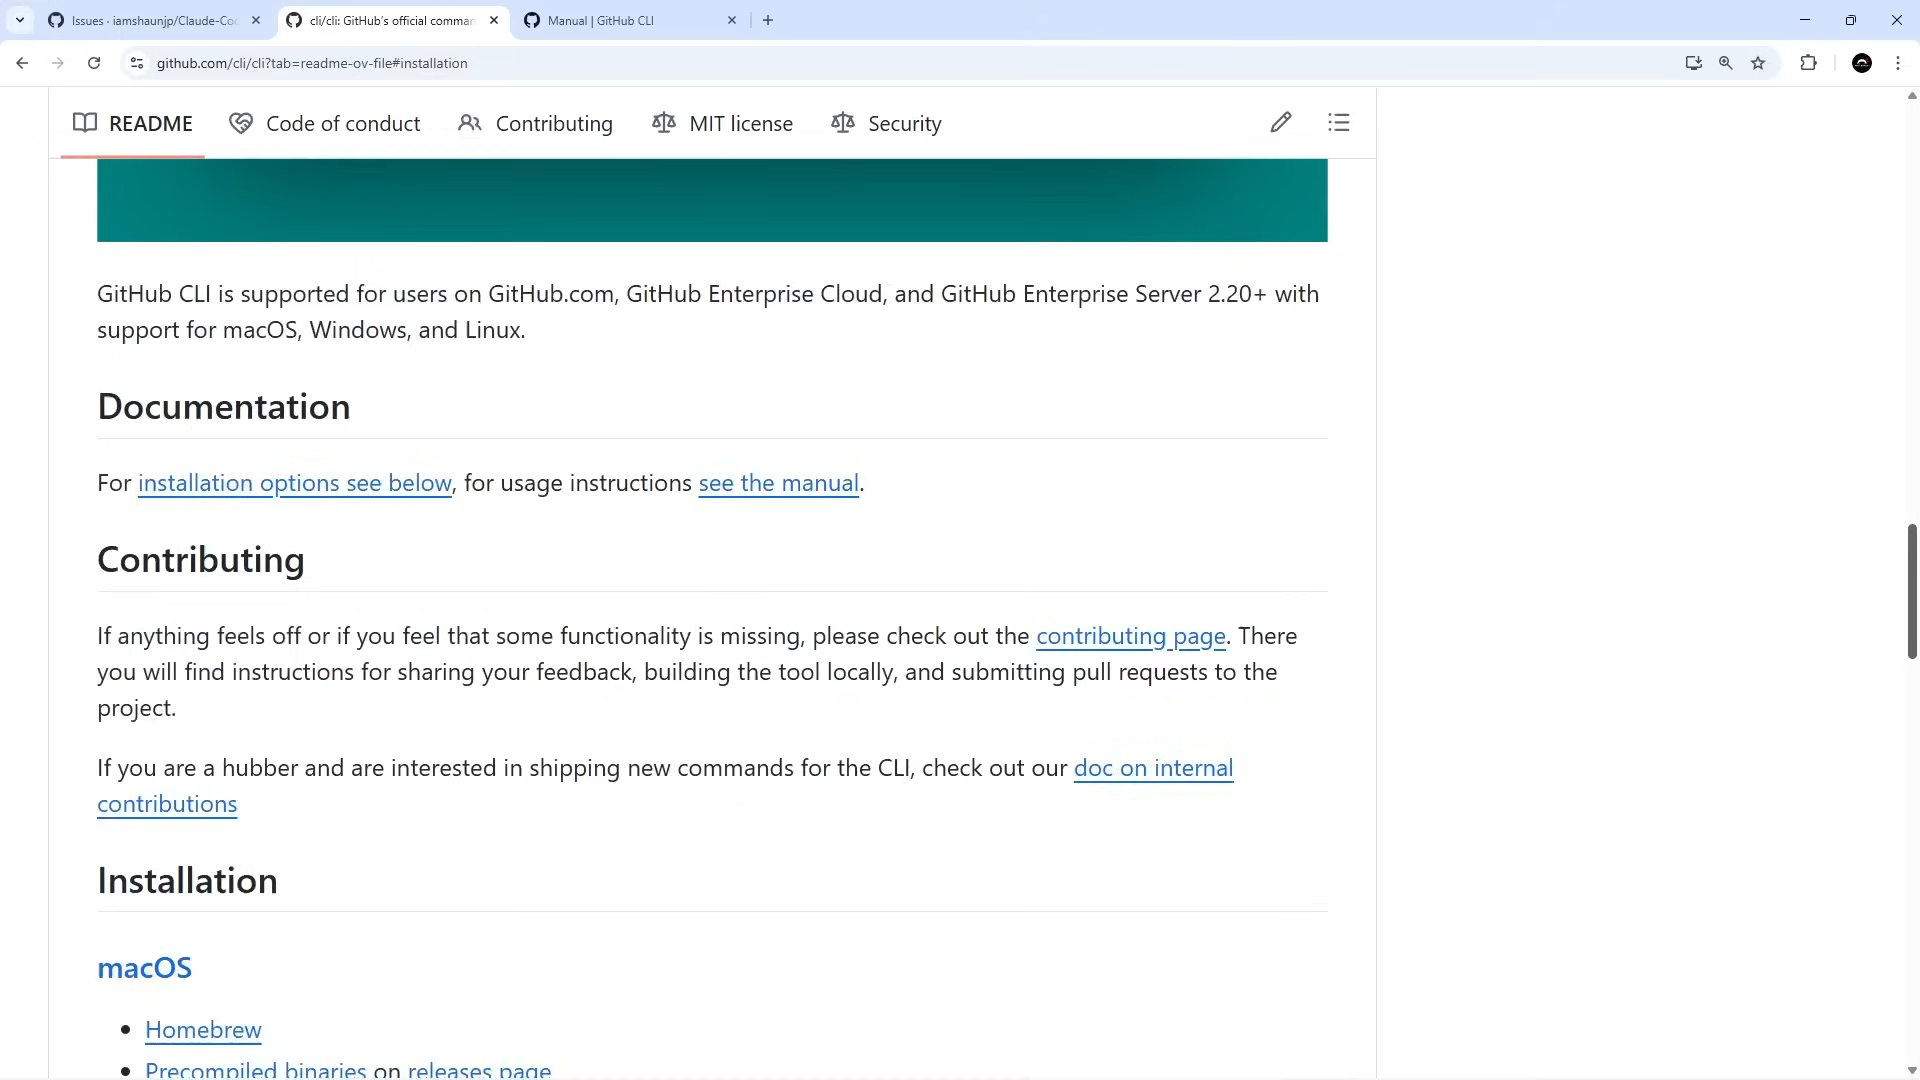 Issues · iamshaunjp/Claude-Co
cli/cli: GitHub's official comman
Manual | GitHub CLI
github.com/cli/cli?tab=readme-ov-file#installation
README
Code of conduct
Contributing
MIT license
Security
GitHub CLI is supported for users on GitHub.com, GitHub Enterprise Cloud, and GitHub Enterprise Server 2.20+ with
support for macOS, Windows, and Linux.
Documentation
For installation options see below, for usage instructions see the manual.
Contributing
If anything feels off or if you feel that some functionality is missing, please check out the contributing page. There
you will find instructions for sharing your feedback, building the tool locally, and submitting pull requests to the
project.
If you are a hubber and are interested in shipping new commands for the CLI, check out our doc on internal
contributions
Installation
macOS
• Homebrew
• Precompiled binaries on releases page